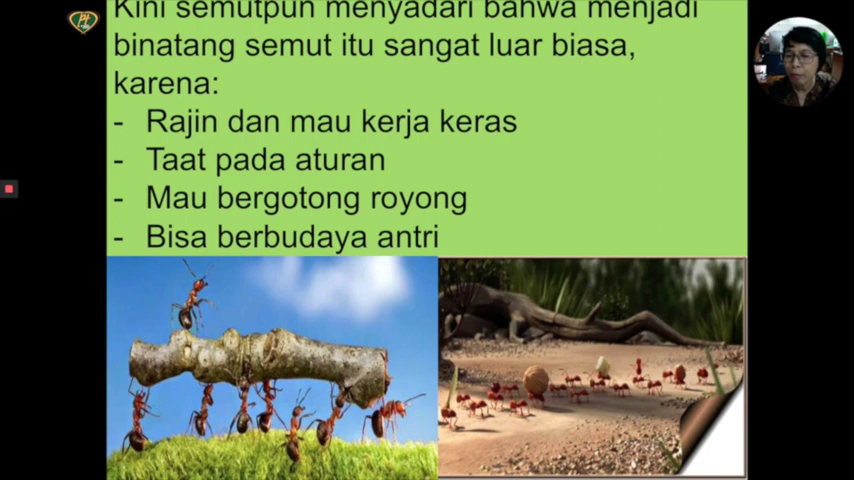 Kini semutpun menyadari bahwa menjadi
binatang semut itu sangat luar biasa,
karena:
- Rajin dan mau kerja keras
- Taat pada aturan
- Mau bergotong royong
- Bisa berbudaya antri